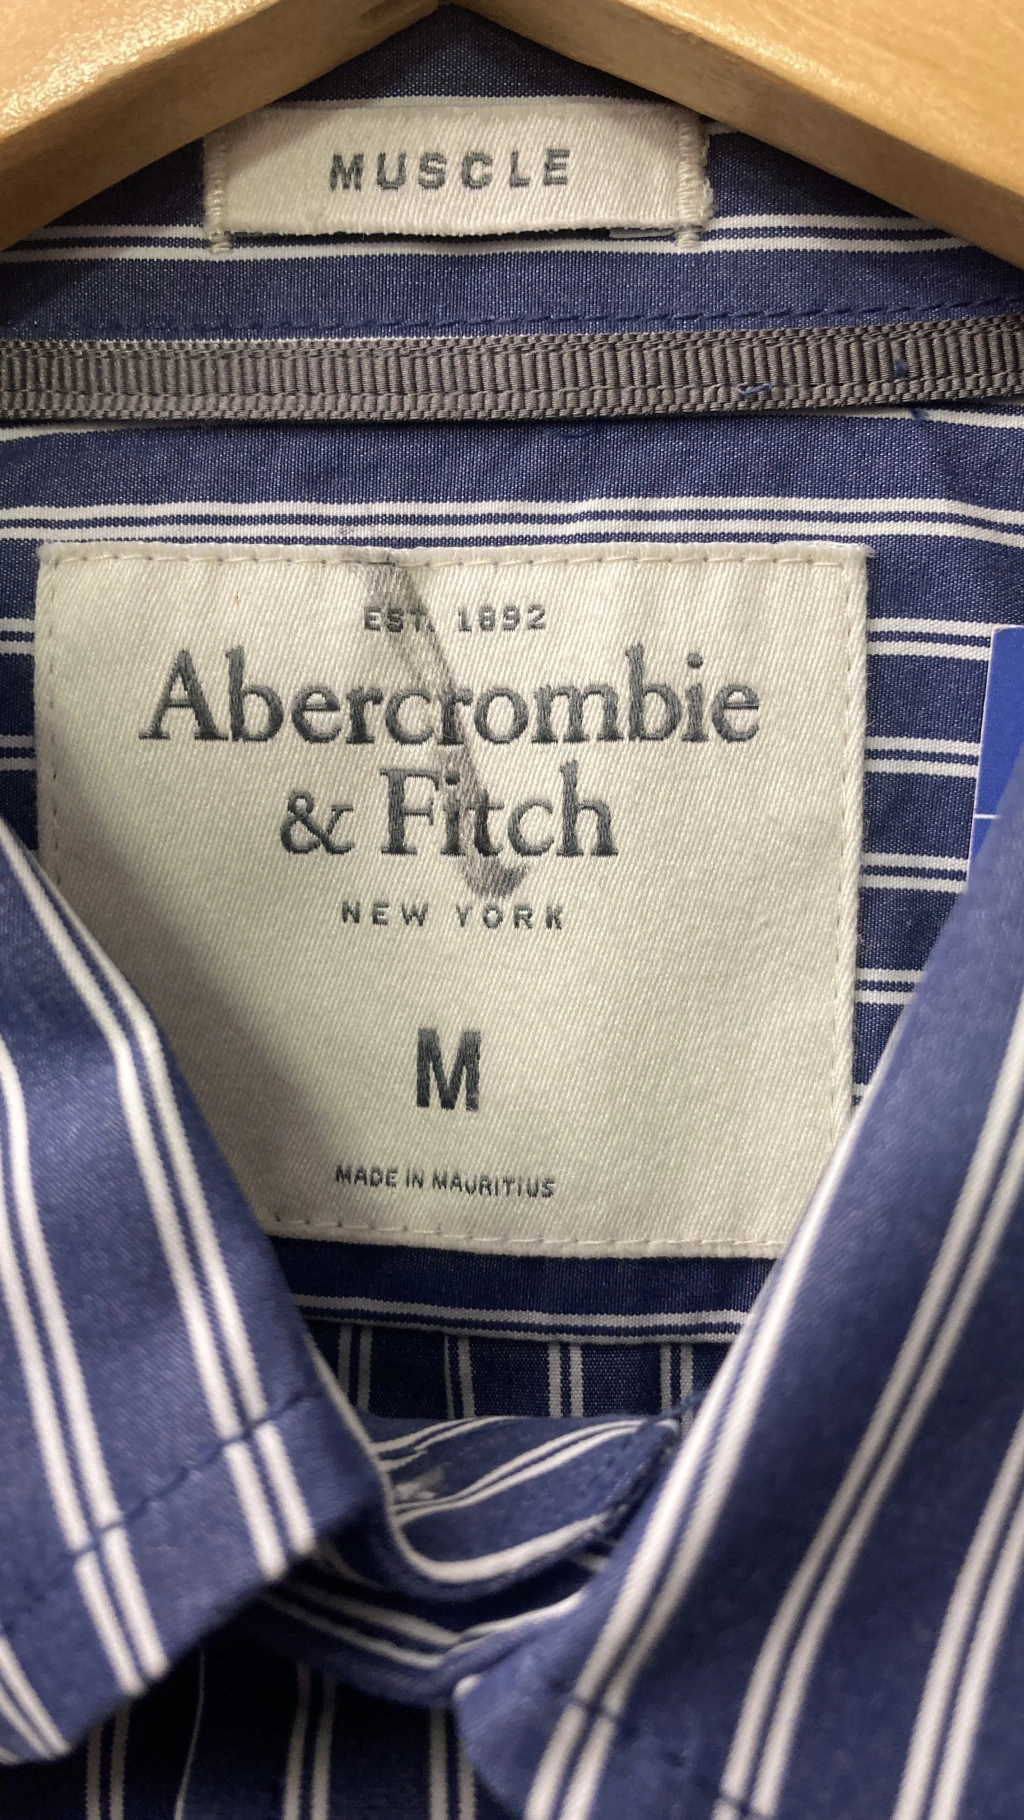 MUSCLE
EST. 1892
Abercrombie
& Fitch
NEW YORK
M
MADE IN MAURITIUS